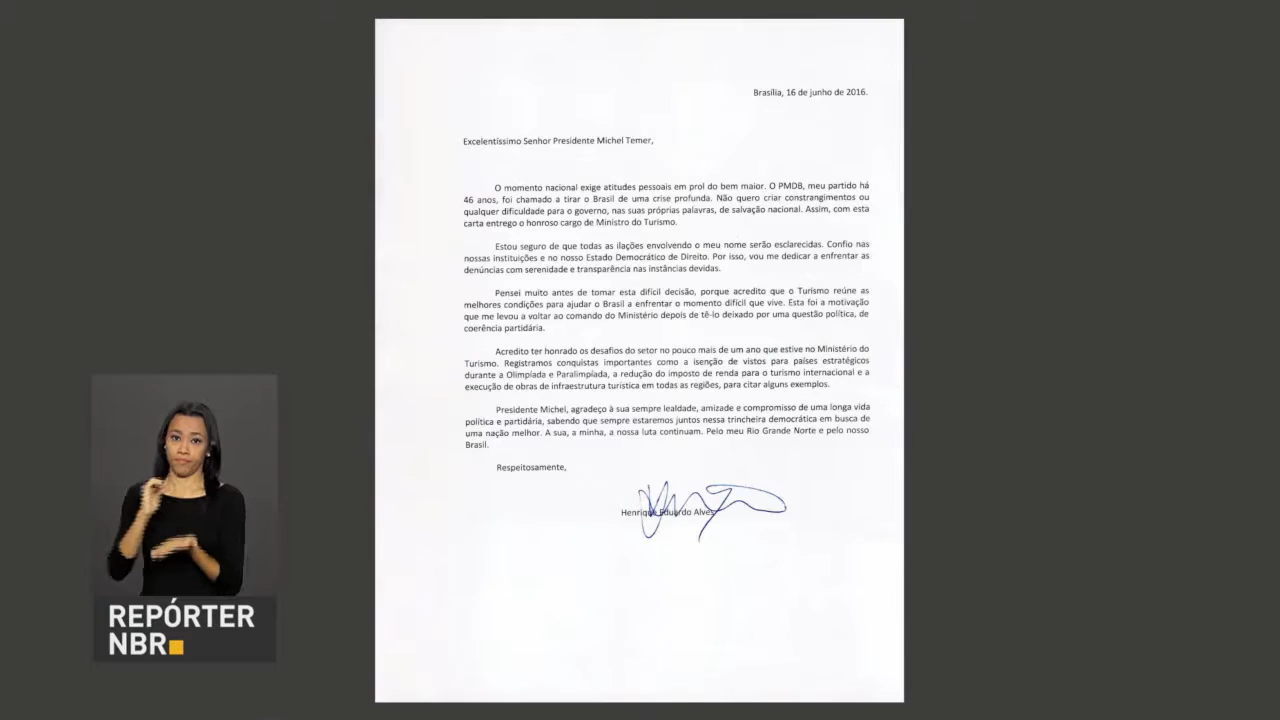 Brasília, 16 de junho de 2016.
Excelentíssimo Senhor Presidente Michel Temer,
O momento nacional exige atitudes pessoais em prol do bem maior. O PMDB, meu partido há
46 anos, foi chamado a tirar o Brasil de uma crise profunda. Não quero criar constrangimentos ou
qualquer dificuldade para o governo, nas suas próprias palavras, de salvação nacional. Assim, com esta
carta entrego o honroso cargo de Ministro do Turismo.
Estou seguro de que todas as ilações envolvendo o meu nome serão esclarecidas. Confio nas
nossas instituições e no nosso Estado Democrático de Direito. Por isso, vou me dedicar a enfrentar as
denúncias com serenidade e transparência nas instâncias devidas.
Pensei muito antes de tomar esta difícil decisão, porque acredito que o Turismo reúne as
melhores condições para ajudar o Brasil a enfrentar o momento difícil que vive. Esta foi a motivação
que me levou a voltar ao comando do Ministério depois de tê-lo deixado por uma questão política, de
coerência partidária.
Acredito ter honrado os desafios do setor no pouco mais de um ano que estive no Ministério do
Turismo. Registramos conquistas importantes como a isenção de vistos para países estratégicos
durante a Olimpíada e Paralimpíada, a redução do imposto de renda para o turismo internacional e a
execução de obras de infraestrutura turística em todas as regiões, para citar alguns exemplos.
Presidente Michel, agradeço à sua sempre lealdade, amizade e compromisso de uma longa vida
política e partidária, sabendo que sempre estaremos juntos nessa trincheira democrática em busca de
uma nação melhor. A sua, a minha, a nossa luta continuam. Pelo meu Rio Grande Norte e pelo nosso
Brasil.
Respeitosamente,
Henrique Eduardo Alves
REPÓRTER
NBR